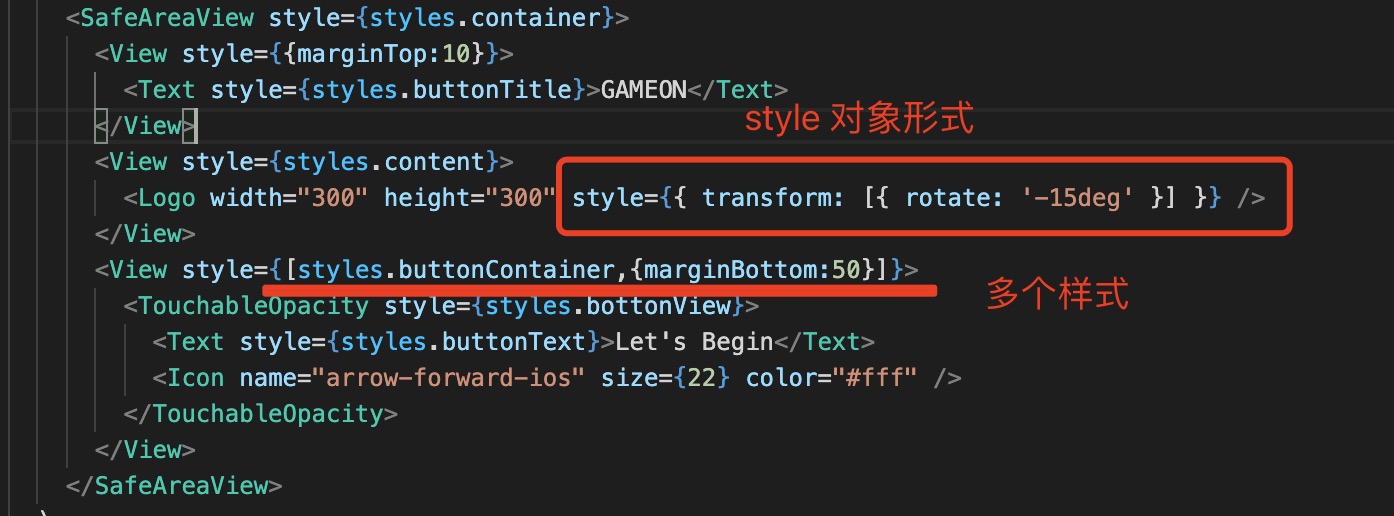 <SafeAreaView style={styles.container}>
<View style={{marginTop:10}}>
<Text style={styles.buttonTitle}>GAMEON</Text>
style 对象形式
</View>
<View style={styles.content}>
<Logo width="300" height="300" style={{ transform: [{ rotate: '-15deg' }] }} />
</View>
<View style={[styles.buttonContainer,{marginBottom:50}]}>
多个样式
<TouchableOpacity style={styles.bottonView}>
<Text style={styles.buttonText}>Let's Begin</Text>
<Icon name="arrow-forward-ios" size={22} color="#fff" />
</TouchableOpacity>
</View>
</SafeAreaView>